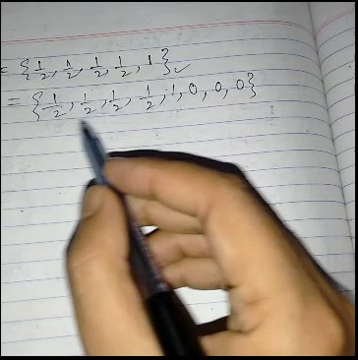 = {1/2, 1/2, 1/2, 1/2, 1}
= {1/2, 1/2, 1/2, 1/2, 1, 0, 0, 0}